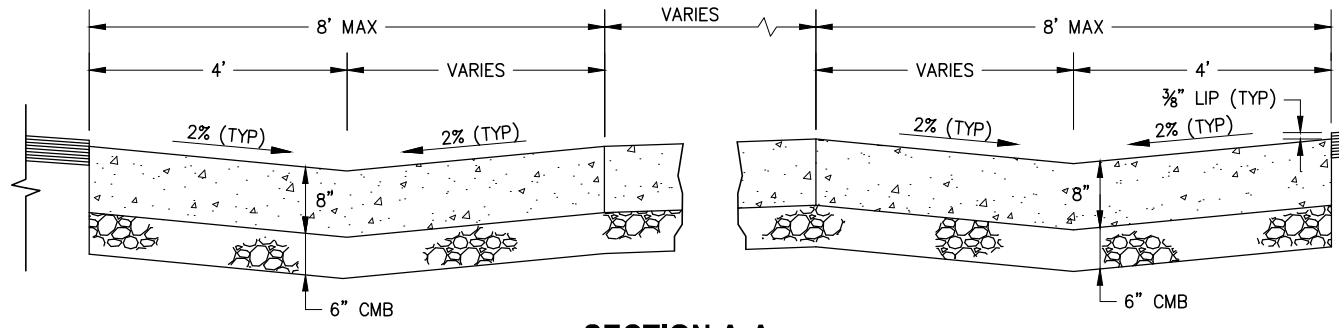 VARIES
8' MAX
8' MAX
4'
VARIES
VARIES
4'
⅜" LIP (TYP)
2% (TYP)
2% (TYP)
2% (TYP)
2% (TYP)
8"
8"
6" CMB
6" CMB